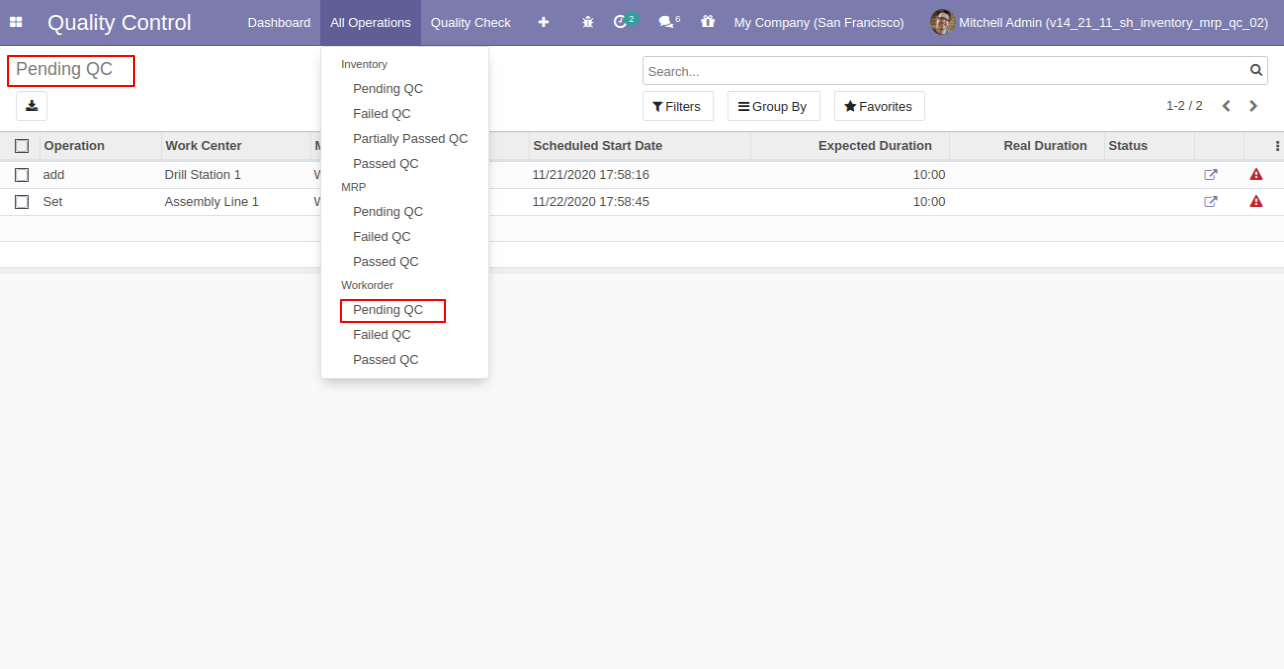 Quality Control Dashboard All Operations Quality Check 2 6 My Company (San Francisco) Mitchell Admin (v14_21_11_sh_inventory_mrp_qc_02)
Pending QC
Search...
Filters Group By Favorites 1-2 / 2
Inventory
Pending QC
Failed QC
Partially Passed QC
Passed QC
MRP
Pending QC
Failed QC
Passed QC
Workorder
Pending QC
Failed QC
Passed QC
Operation Work Center Scheduled Start Date Expected Duration Real Duration Status
add Drill Station 1 11/21/2020 17:58:16 10:00
Set Assembly Line 1 11/22/2020 17:58:45 10:00